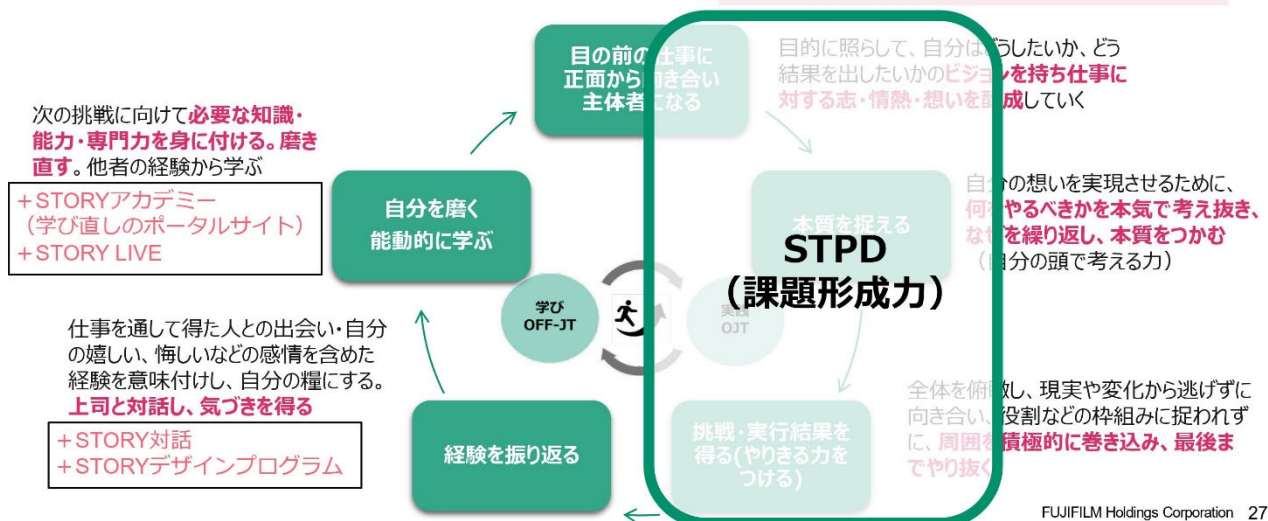 目の前の仕事に
正面から向き合い
主体者になる
目的に照らして、自分はどうしたいか、どう
結果を出したいかのビジョンを持ち仕事に
対する志・情熱・想いを醸成していく
次の挑戦に向けて必要な知識・
能力・専門力を身に付ける。磨き
直す。他者の経験から学ぶ
+STORYアカデミー
（学び直しのポータルサイト）
+STORY LIVE
自分を磨く
能動的に学ぶ
本質を捉える
自分の想いを実現させるために、
何をやるべきかを本気で考え抜き、
なぜを繰り返し、本質をつかむ
（自分の頭で考える力）
STPD
（課題形成力）
学び
OFF-JT
実践
OJT
仕事を通して得た人との出会い・自分
の嬉しい、悔しいなどの感情を含めた
経験を意味付けし、自分の糧にする。
上司と対話し、気づきを得る
+STORY対話
+STORYデザインプログラム
経験を振り返る
挑戦・実行結果を
得る(やりきる力を
つける)
全体を俯瞰し、現実や変化から逃げずに
向き合い、役割などの枠組みに捉われず
に、周囲を積極的に巻き込み、最後ま
でやり抜く
FUJIFILM Holdings Corporation 27